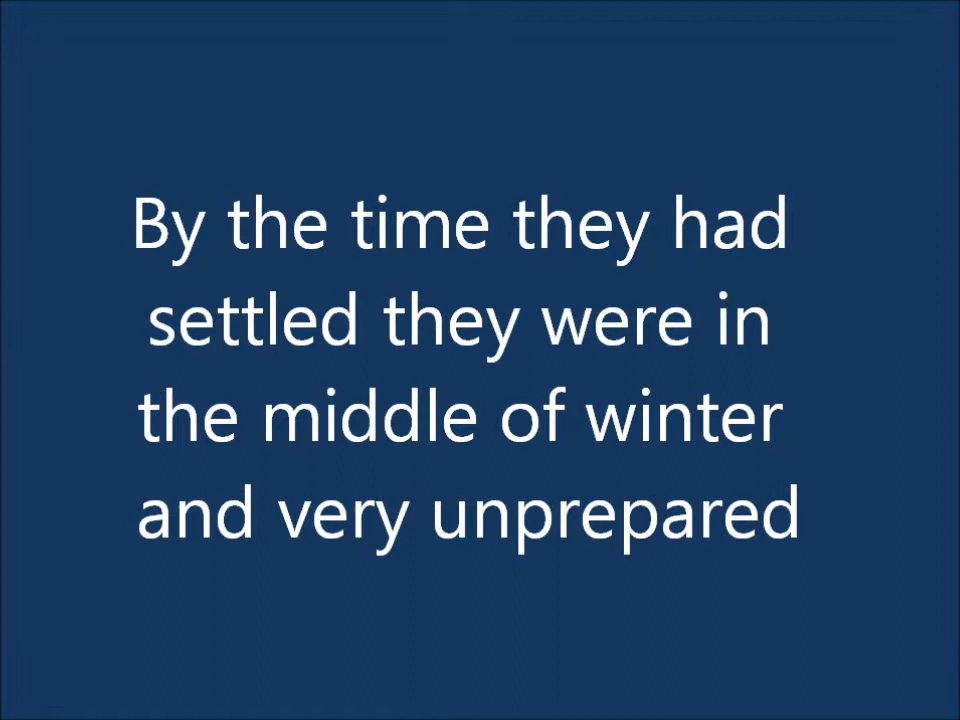 By the time they had
settled they were in
the middle of winter
and very unprepared